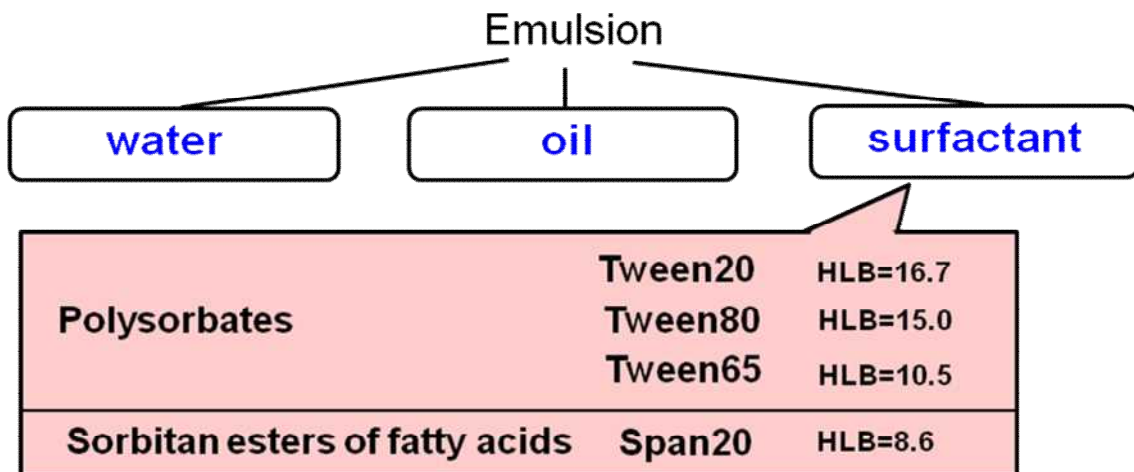 Emulsion
water oil surfactant
Tween20 HLB=16.7
Polysorbates Tween80 HLB=15.0
Tween65 HLB=10.5
Sorbitan esters of fatty acids Span20 HLB=8.6